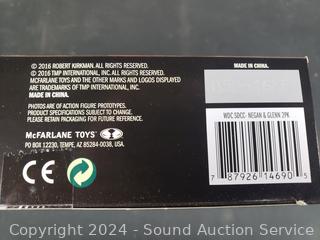 © 2016 ROBERT KIRKMAN. ALL RIGHTS RESERVED.
© 2016 TMP INTERNATIONAL, INC. ALL RIGHTS RESERVED.
MCFARLANE TOYS AND THE OTHER MARKS AND LOGOS DISPLAYED
ARE TRADEMARKS OF TMP INTERNATIONAL, INC.
MADE IN CHINA.
PHOTOS ARE OF ACTION FIGURE PROTOTYPES.
PRODUCT SPECIFICATIONS SUBJECT TO CHANGE.
PLEASE RETAIN PACKAGING FOR FUTURE REFERENCE.
McFARLANE TOYS
PO BOX 12230, TEMPE, AZ 85284-0038, USA.
CE
MADE IN CHINA.
WDC SDCC- NEGAN & GLENN 2PK
7 87926 14690 5
Copyright © 2024 - Sound Auction Service